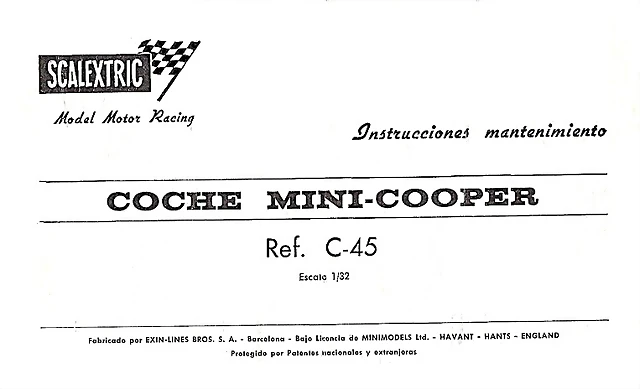 SCALEXTRIC
Model Motor Racing
Instrucciones mantenimiento
COCHE MINI-COOPER
Ref. C-45
Escala 1/32
Fabricado por EXIN-LINES BROS. S. A. - Barcelona - Bajo Licencia de MINIMODELS Ltd. - HAVANT - HANTS - ENGLAND
Protegido por Patentes nacionales y extranjeras